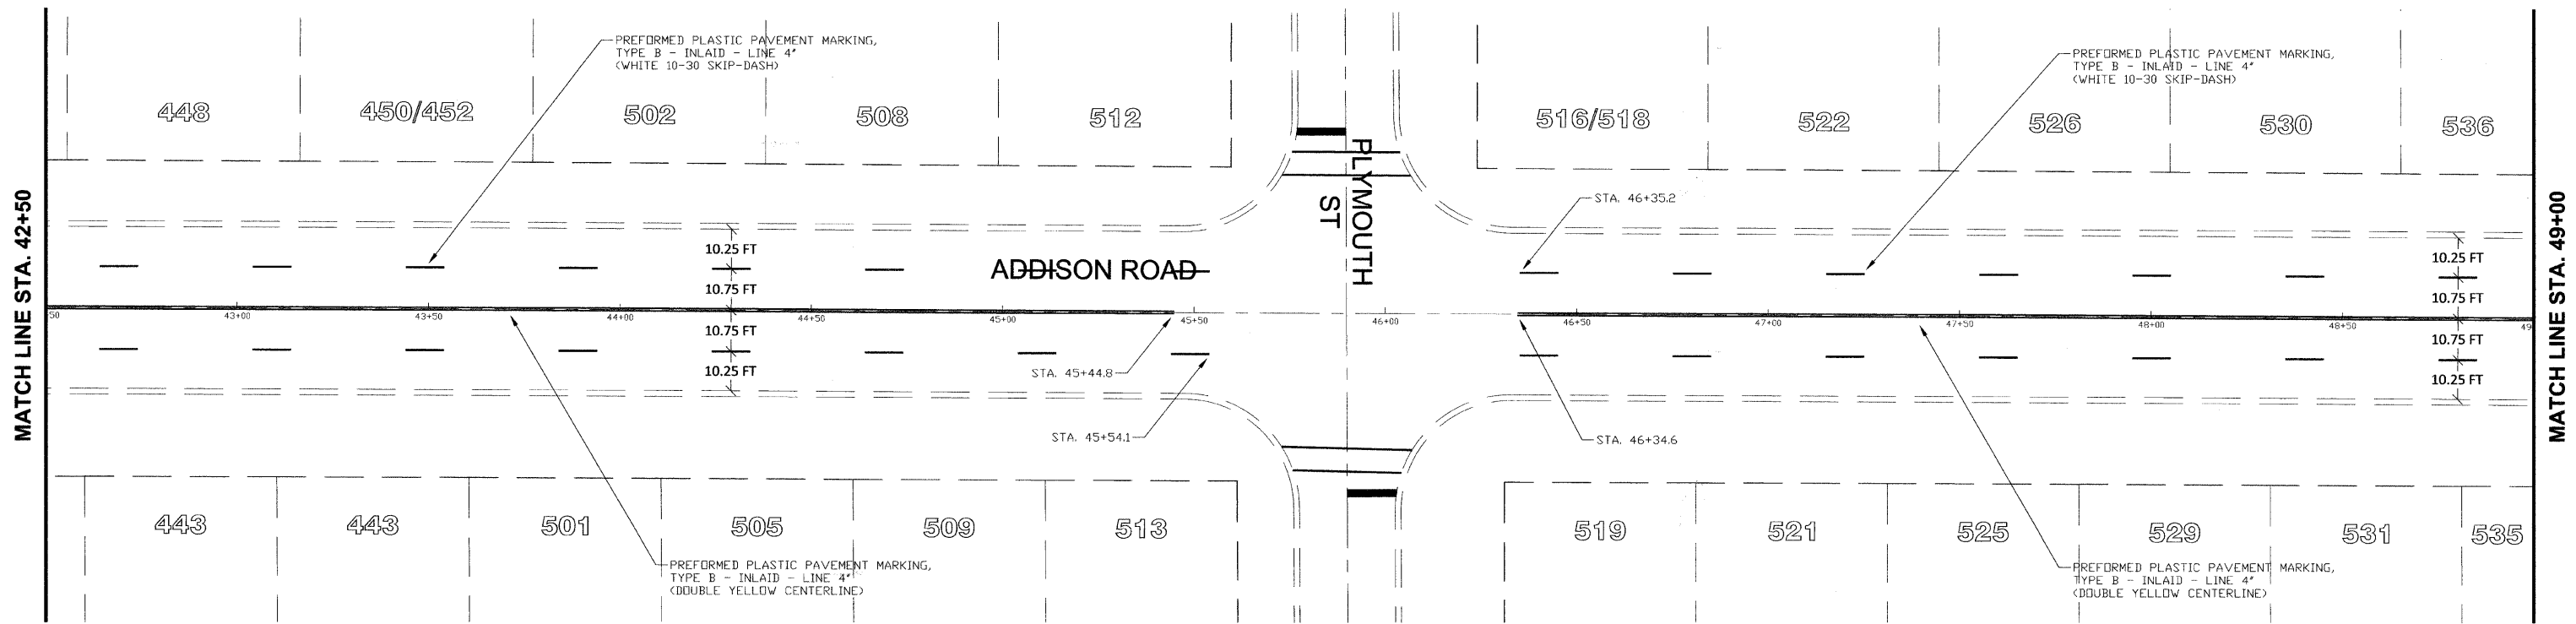 PREFORMED PLASTIC PAVEMENT MARKING,
TYPE B - INLAID - LINE 4"
(WHITE 10-30 SKIP-DASH)
PREFORMED PLASTIC PAVEMENT MARKING,
TYPE B - INLAID - LINE 4"
(WHITE 10-30 SKIP-DASH)
448
450/452
502
508
512
516/518
522
526
530
536
MATCH LINE STA. 42+50
PLYMOUTH
ST
STA. 46+35.2
MATCH LINE STA. 49+00
10.25 FT
10.75 FT
10.75 FT
10.25 FT
ADDISON ROAD
10.25 FT
10.75 FT
10.75 FT
10.25 FT
50
43+00
43+50
44+00
44+50
45+00
45+50
46+00
46+50
47+00
47+50
48+00
48+50
49
STA. 45+44.8
STA. 45+54.1
STA. 46+34.6
443
443
501
505
509
513
519
521
525
529
531
535
PREFORMED PLASTIC PAVEMENT MARKING,
TYPE B - INLAID - LINE 4"
(DOUBLE YELLOW CENTERLINE)
PREFORMED PLASTIC PAVEMENT MARKING,
TYPE B - INLAID - LINE 4"
(DOUBLE YELLOW CENTERLINE)